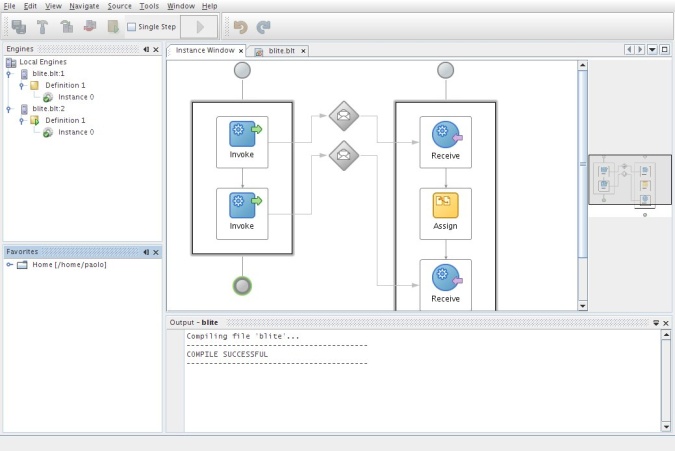 File Edit View Navigate Source Tools Window Help
Single Step
Engines
Local Engines
blite.blt:1
Definition 1
Instance 0
blite.blt:2
Definition 1
Instance 0
Favorites
Home [/home/paolo]
Instance Window
blite.blt
Invoke
Invoke
Receive
Assign
Receive
Output - blite
Compiling file 'blite'...
----------------------------------------
COMPILE SUCCESSFUL
----------------------------------------